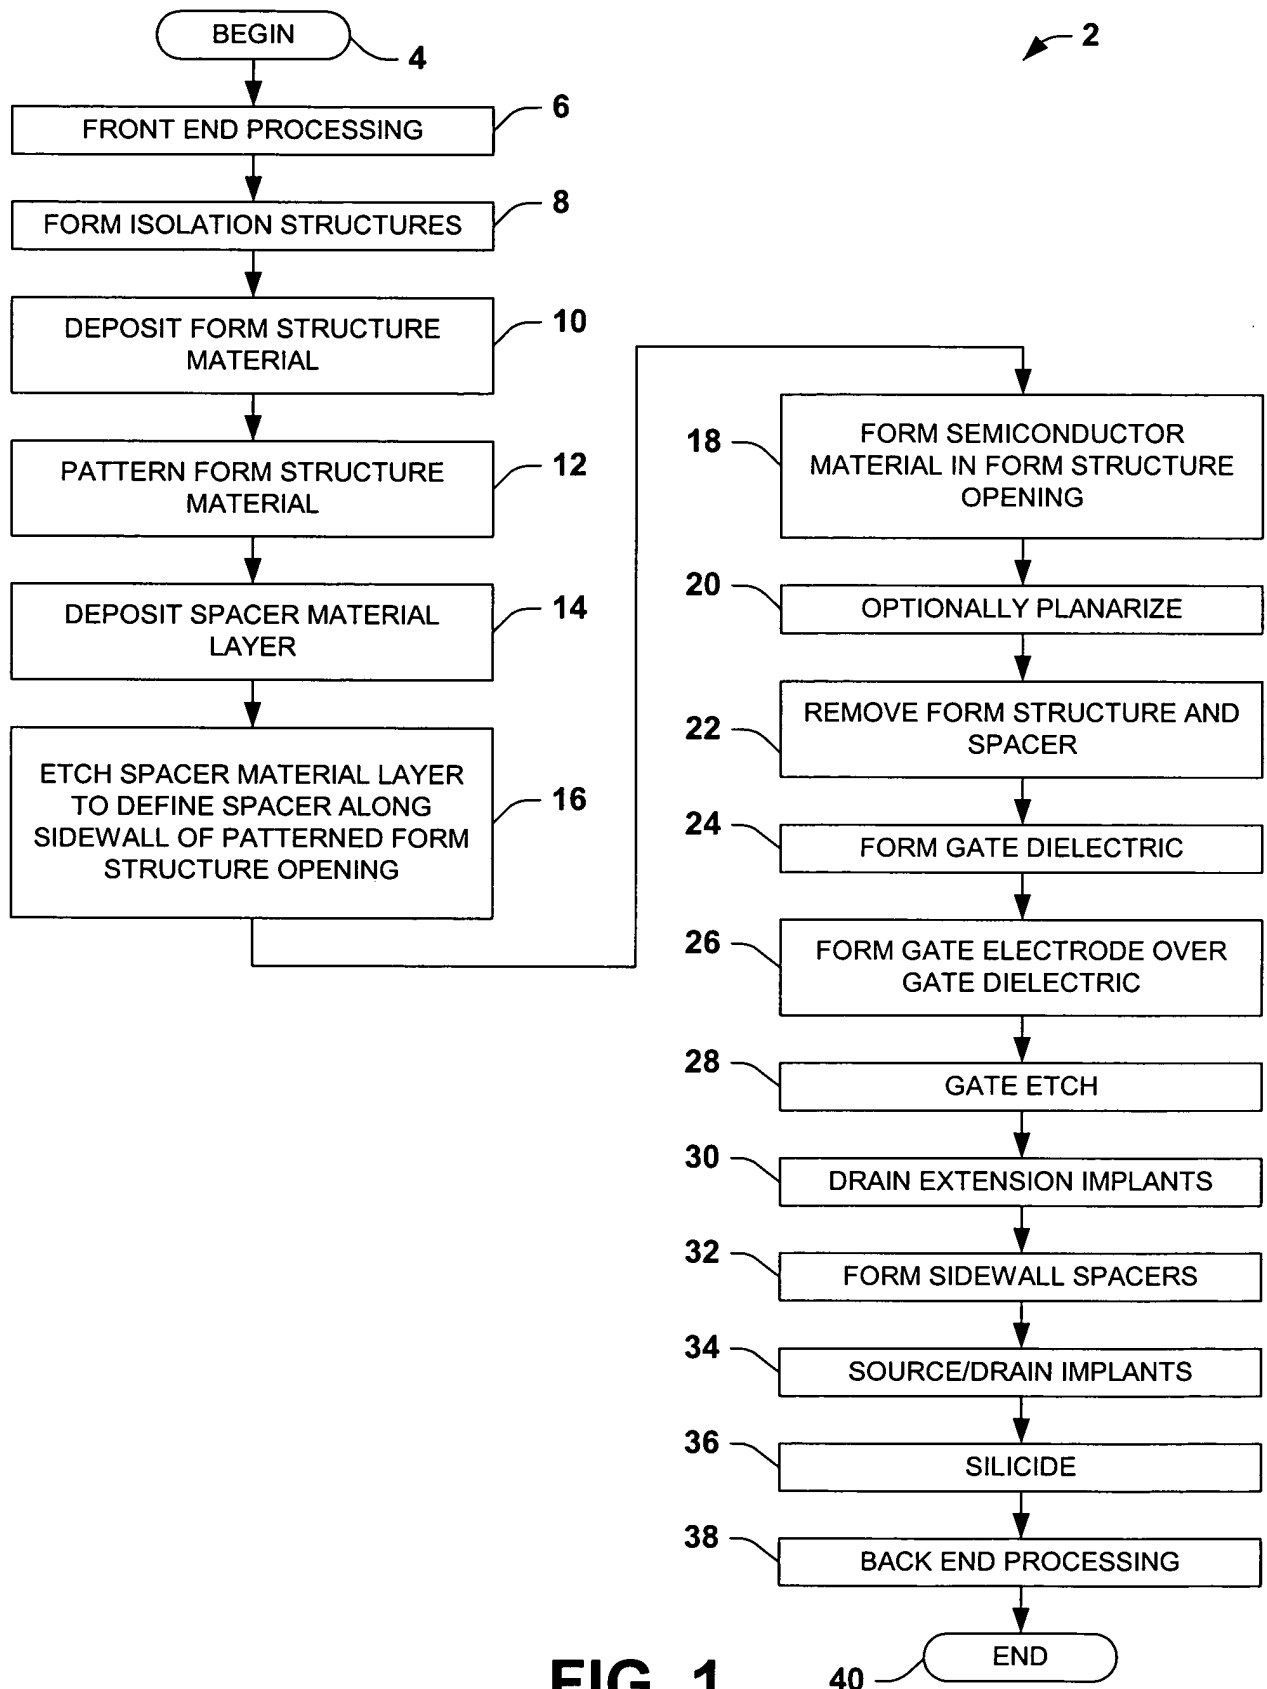 BEGIN
4
2
FRONT END PROCESSING
6
FORM ISOLATION STRUCTURES
8
DEPOSIT FORM STRUCTURE
MATERIAL
10
PATTERN FORM STRUCTURE
MATERIAL
12
DEPOSIT SPACER MATERIAL
LAYER
14
ETCH SPACER MATERIAL LAYER
TO DEFINE SPACER ALONG
SIDEWALL OF PATTERNED FORM
STRUCTURE OPENING
16
18
FORM SEMICONDUCTOR
MATERIAL IN FORM STRUCTURE
OPENING
20
OPTIONALLY PLANARIZE
22
REMOVE FORM STRUCTURE AND
SPACER
24
FORM GATE DIELECTRIC
26
FORM GATE ELECTRODE OVER
GATE DIELECTRIC
28
GATE ETCH
30
DRAIN EXTENSION IMPLANTS
32
FORM SIDEWALL SPACERS
34
SOURCE/DRAIN IMPLANTS
36
SILICIDE
38
BACK END PROCESSING
40
END
FIG. 1